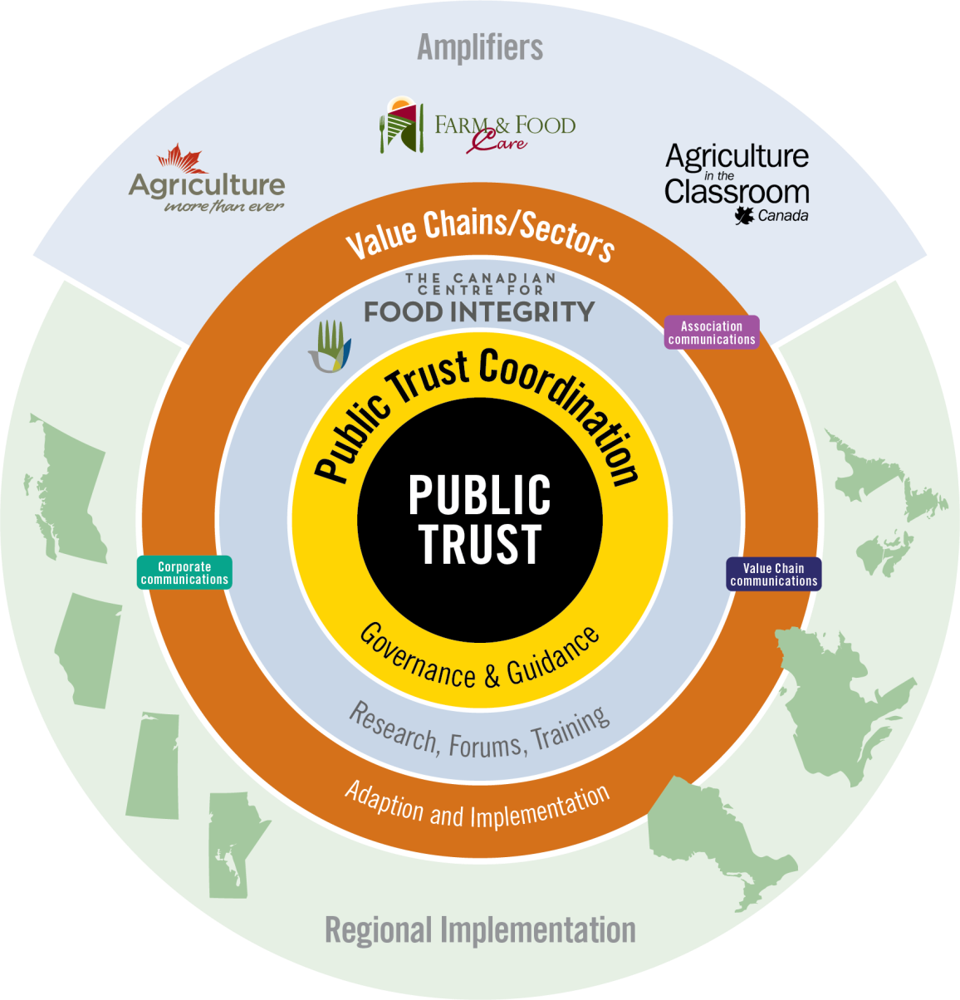 Amplifiers
FARM & FOOD
Care
Agriculture
more than ever
Agriculture
in the
Classroom
Canada
Value Chains/Sectors
THE CANADIAN
CENTRE FOR
FOOD INTEGRITY
Association
communications
Public Trust Coordination
PUBLIC
TRUST
Corporate
communications
Value Chain
communications
Governance & Guidance
Research, Forums, Training
Adaption and Implementation
Regional Implementation